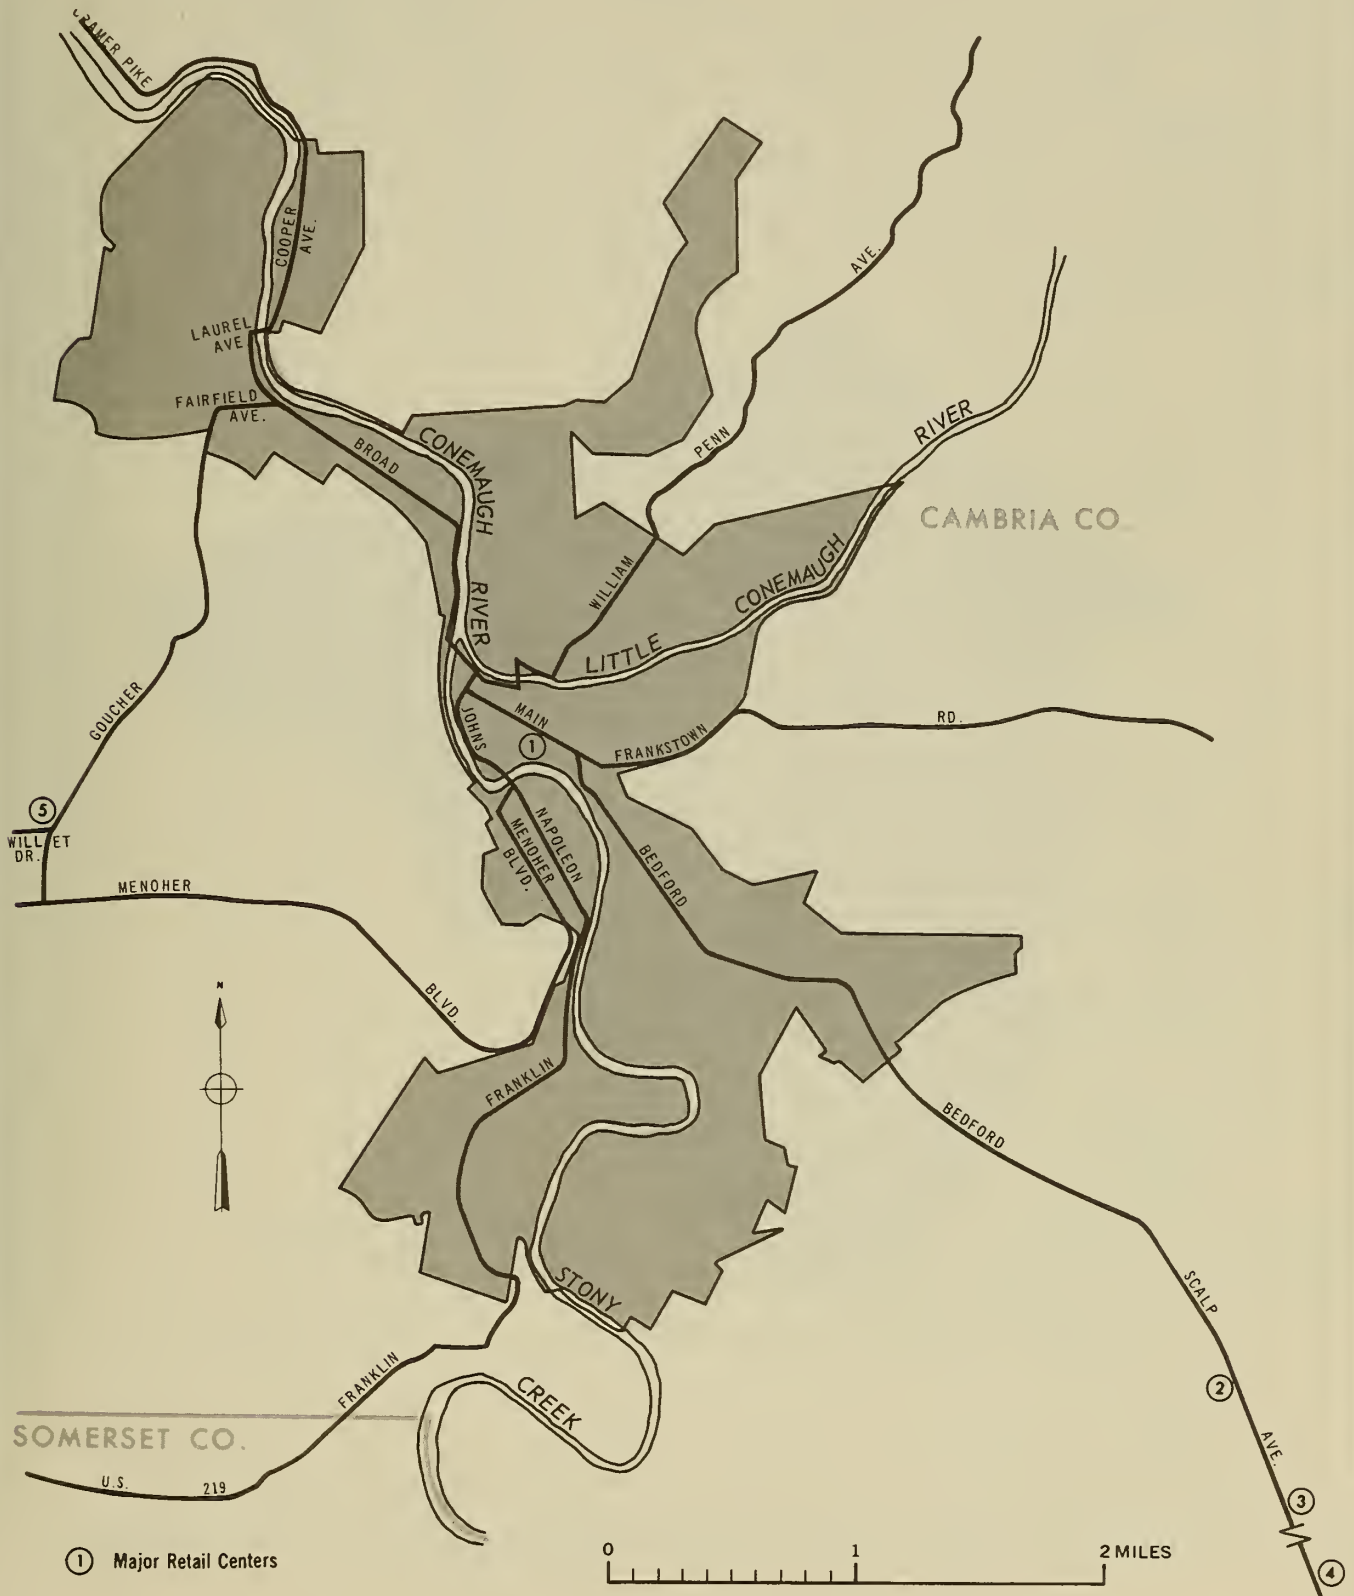 CRAMER PIKE
COOPER
AVE.
LAUREL
AVE.
FAIRFIELD
AVE.
BROAD
CONEMAUGH
RIVER
AVE.
PENN
WILLIAM
RIVER
CONEMAUGH
LITTLE
CAMBRIA CO
GOUCHER
JOHNS
MAIN
1
FRANKSTOWN
RD.
5
DR.
MENOHER
NAPOLEON
MENOHER
BLVD.
BEDFORD
N
BLVD.
FRANKLIN
BEDFORD
STONY
SCALP
FRANKLIN
CREEK
2
SOMERSET CO.
AVE.
U.S. 219
3
1 Major Retail Centers
0 1 2 MILES
4